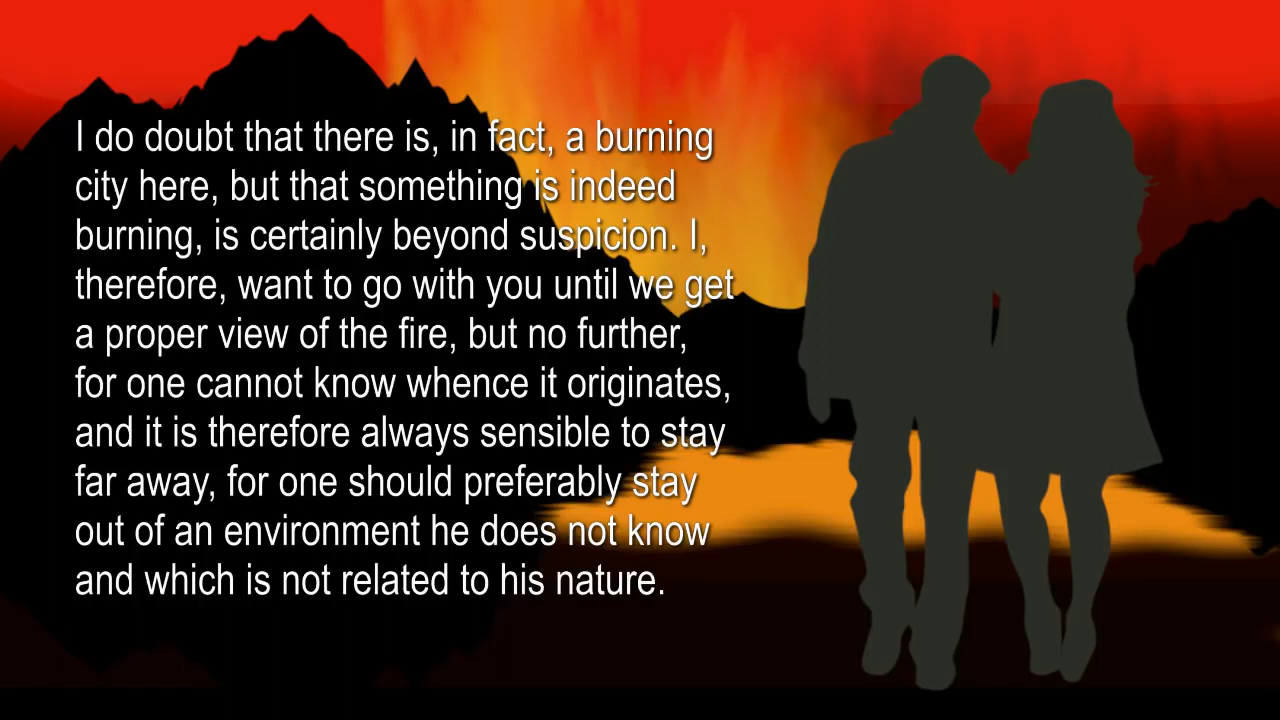 I do doubt that there is, in fact, a burning
city here, but that something is indeed
burning, is certainly beyond suspicion. I,
therefore, want to go with you until we get
a proper view of the fire, but no further,
for one cannot know whence it originates,
and it is therefore always sensible to stay
far away, for one should preferably stay
out of an environment he does not know
and which is not related to his nature.